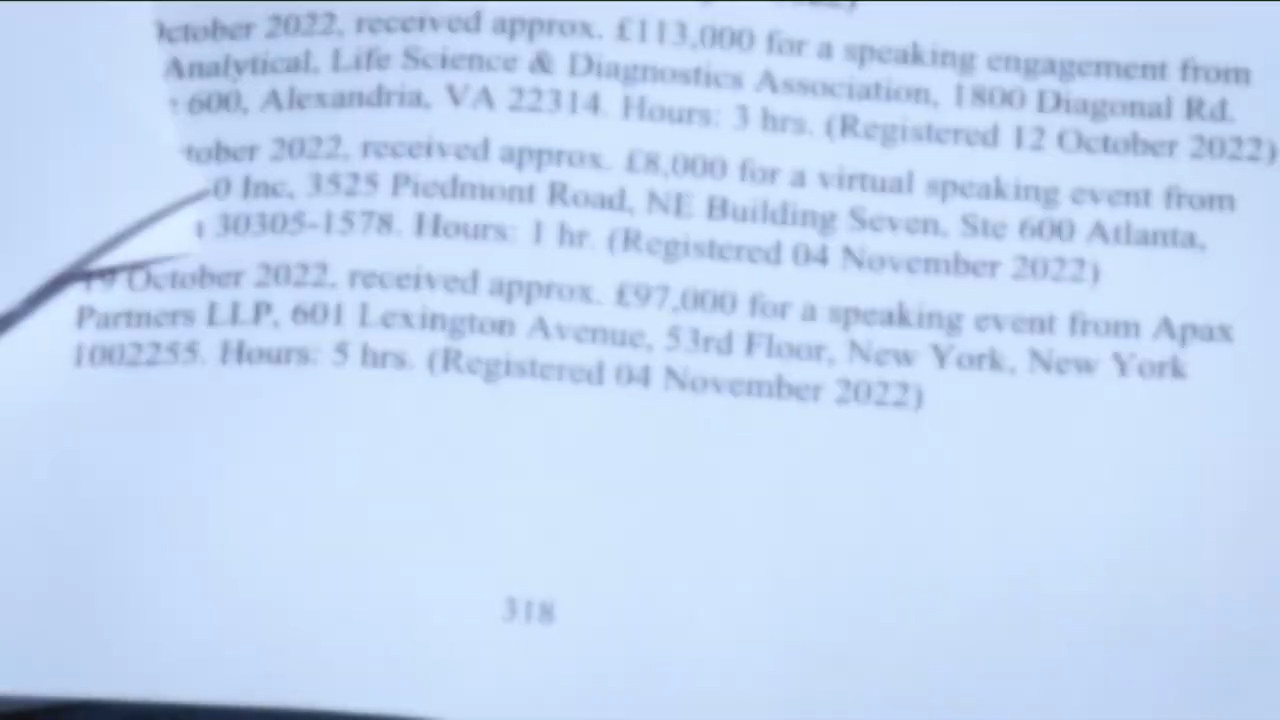 October 2022, received approx. £113,000 for a speaking engagement from
Analytical, Life Science & Diagnostics Association, 1800 Diagonal Rd.
600, Alexandria, VA 22314. Hours: 3 hrs. (Registered 12 October 2022)
tober 2022, received approx. £8,000 for a virtual speaking event from
0 Inc, 3525 Piedmont Road, NE Building Seven, Ste 600 Atlanta,
30305-1578. Hours: 1 hr. (Registered 04 November 2022)
19 October 2022, received approx. £97,000 for a speaking event from Apax
Partners LLP, 601 Lexington Avenue, 53rd Floor, New York, New York
1002255. Hours: 5 hrs. (Registered 04 November 2022)
318